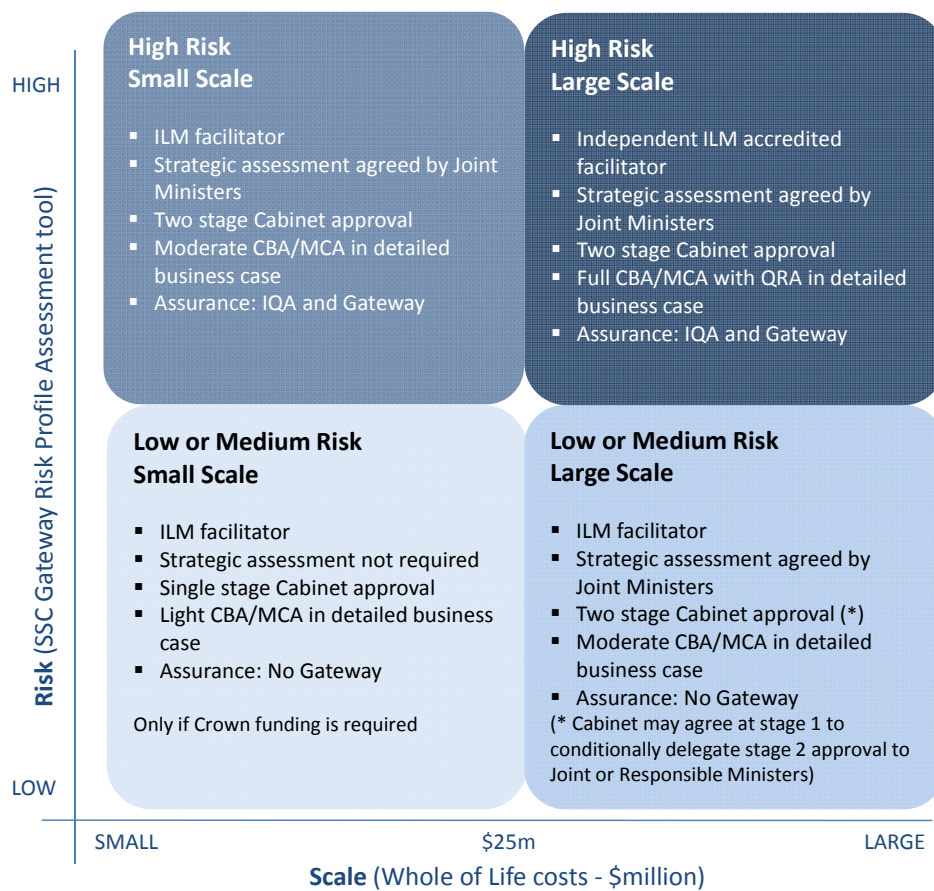 High Risk
Small Scale
▪ ILM facilitator
▪ Strategic assessment agreed by Joint
Ministers
▪ Two stage Cabinet approval
▪ Moderate CBA/MCA in detailed
business case
▪ Assurance: IQA and Gateway
High Risk
Large Scale
▪ Independent ILM accredited
facilitator
▪ Strategic assessment agreed by
Joint Ministers
▪ Two stage Cabinet approval
▪ Full CBA/MCA with QRA in detailed
business case
▪ Assurance: IQA and Gateway
Low or Medium Risk
Small Scale
▪ ILM facilitator
▪ Strategic assessment not required
▪ Single stage Cabinet approval
▪ Light CBA/MCA in detailed business
case
▪ Assurance: No Gateway
Only if Crown funding is required
Low or Medium Risk
Large Scale
▪ ILM facilitator
▪ Strategic assessment agreed by
Joint Ministers
▪ Two stage Cabinet approval (*)
▪ Moderate CBA/MCA in detailed
business case
▪ Assurance: No Gateway
(* Cabinet may agree at stage 1 to
conditionally delegate stage 2 approval to
Joint or Responsible Ministers)
HIGH
Risk (SSC Gateway Risk Profile Assessment tool)
LOW
SMALL
$25m
LARGE
Scale (Whole of Life costs - $million)